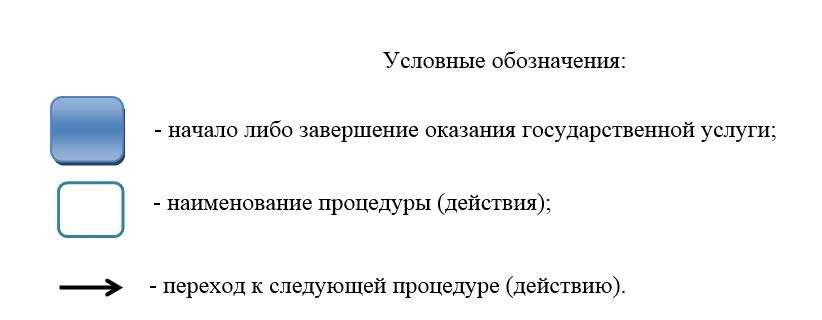 Условные обозначения:
- начало либо завершение оказания государственной услуги;
- наименование процедуры (действия);
- переход к следующей процедуре (действию).